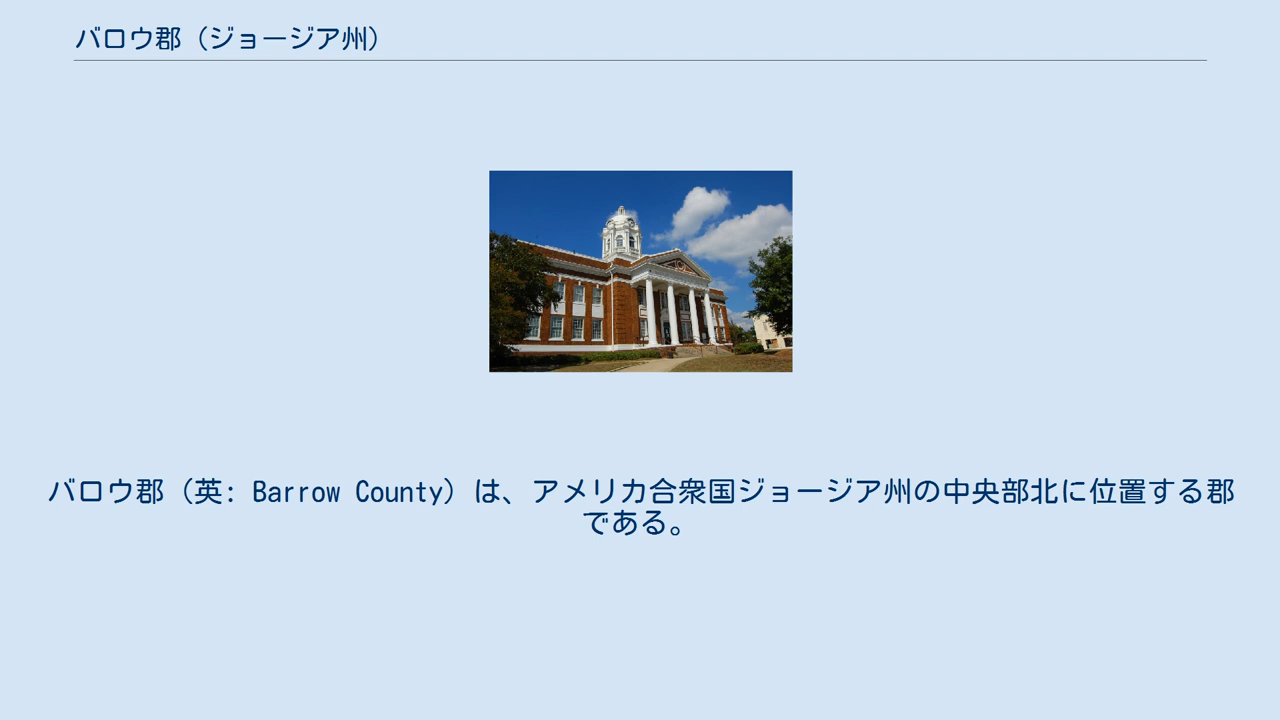 バロウ郡（ジョージア州）
バロウ郡（英: Barrow County）は、アメリカ合衆国ジョージア州の中央部北に位置する郡
である。